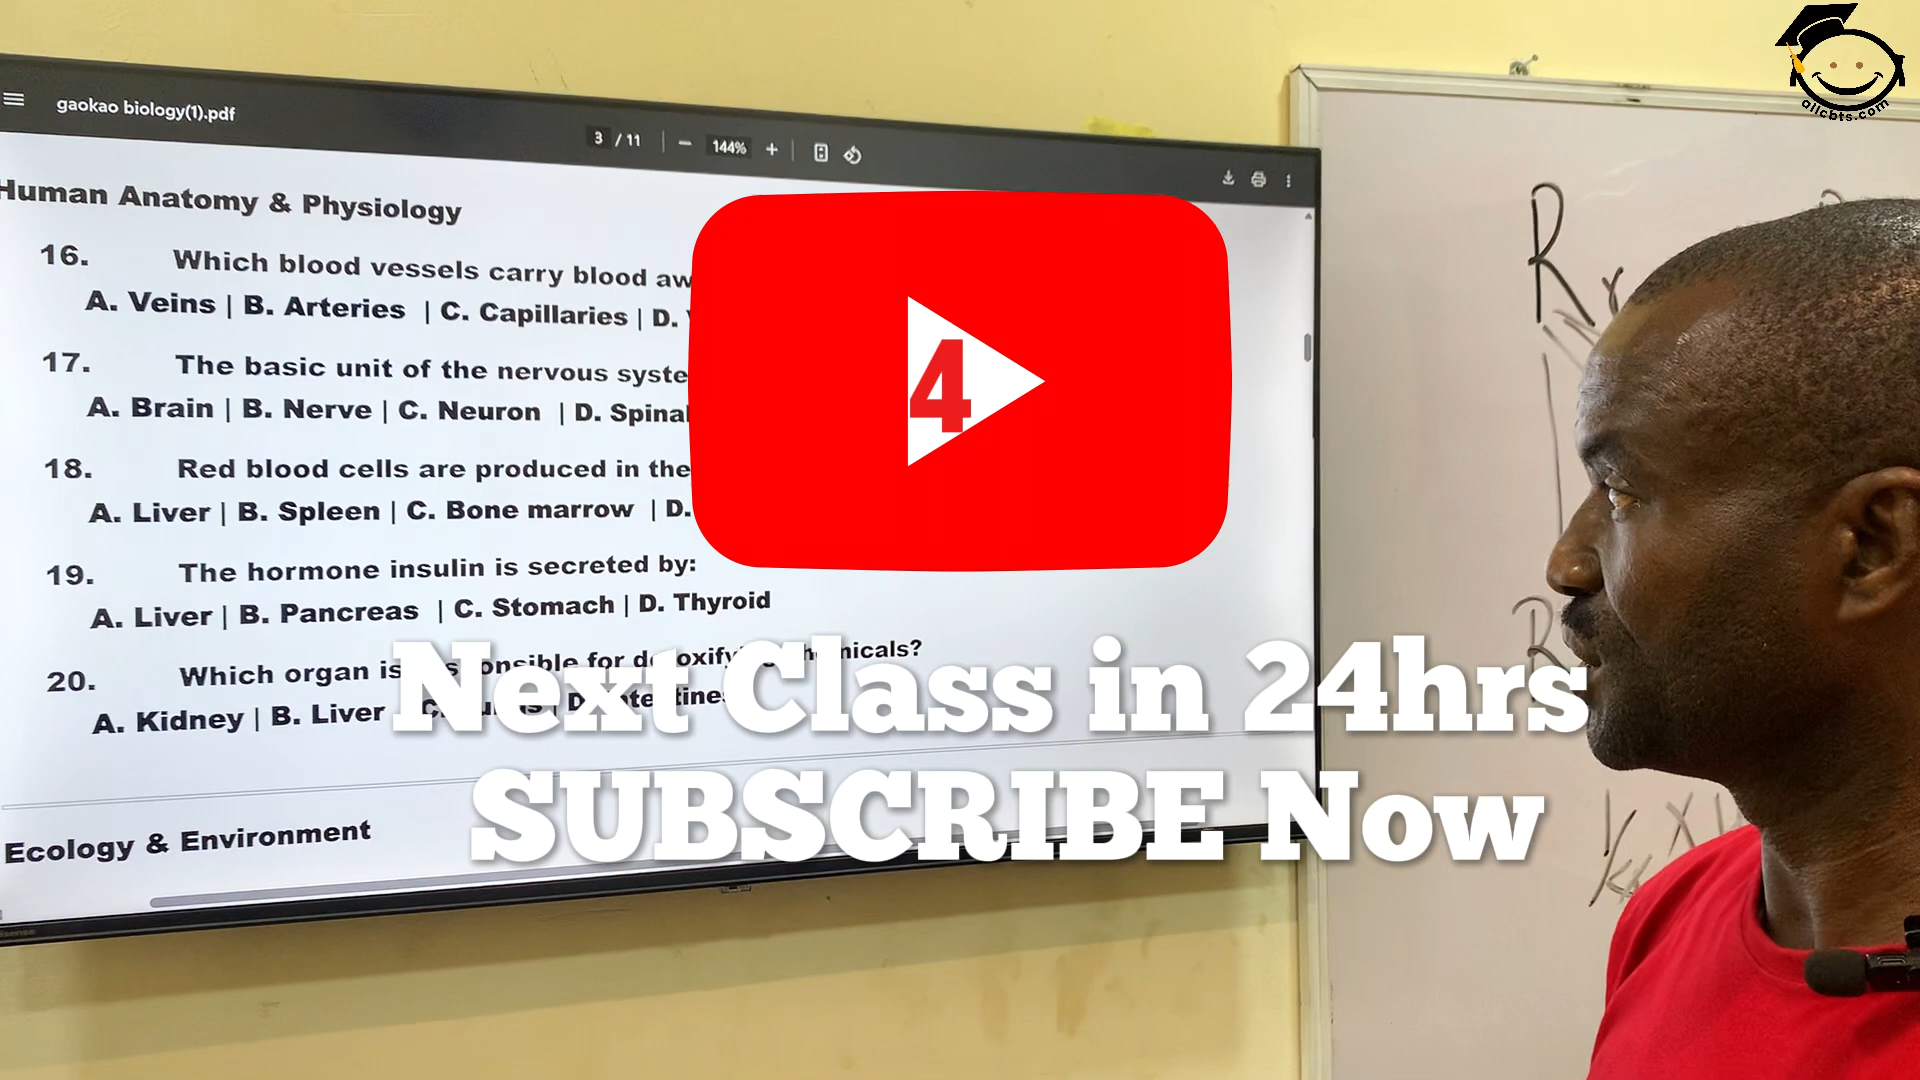 gaokao biology(1).pdf
3 / 11
144%
Human Anatomy & Physiology
16. Which blood vessels carry blood aw
A. Veins | B. Arteries | C. Capillaries | D.
17. The basic unit of the nervous syste
A. Brain | B. Nerve | C. Neuron | D. Spinal
18. Red blood cells are produced in the
A. Liver | B. Spleen | C. Bone marrow | D.
19. The hormone insulin is secreted by:
A. Liver | B. Pancreas | C. Stomach | D. Thyroid
20. Which organ is for
A. Kidney | B. Liver
Ecology & Environment
4
Next Class in 24hrs
SUBSCRIBE Now
allcbts.com
R
R
Hisense